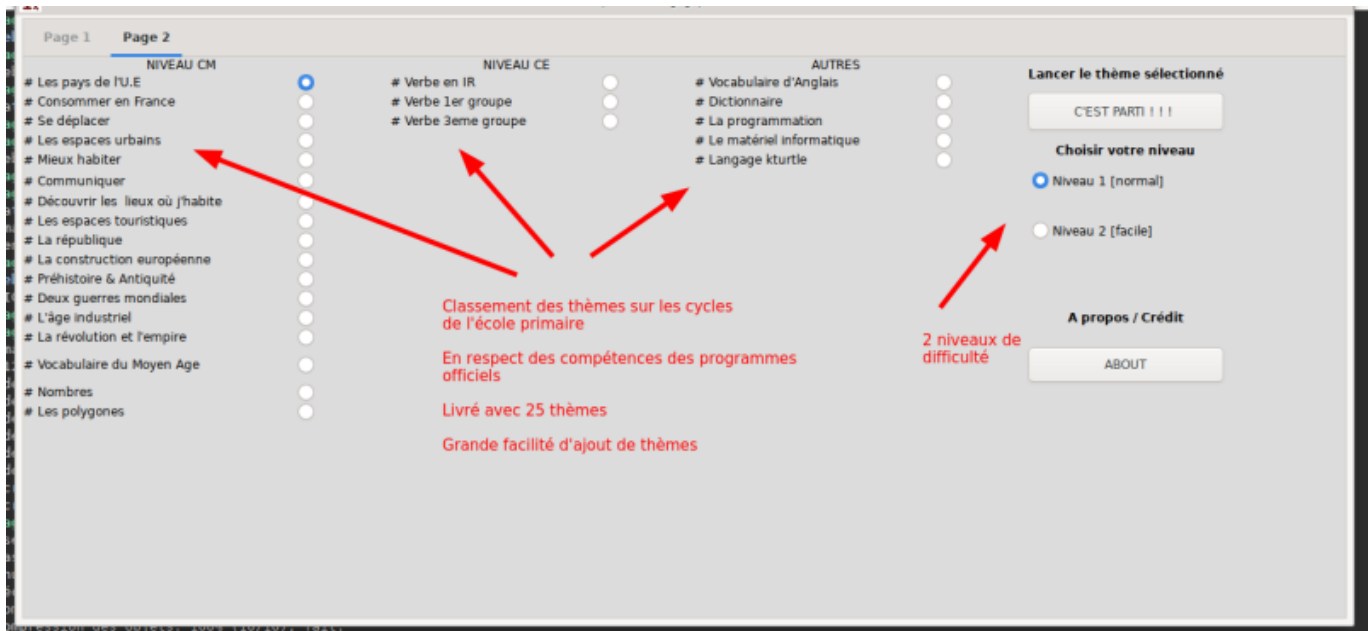 Page 1
Page 2
NIVEAU CM
# Les pays de l'U.E
# Consommer en France
# Se déplacer
# Les espaces urbains
# Mieux habiter
# Communiquer
# Découvrir les  lieux où j'habite
# Les espaces touristiques
# La république
# La construction européenne
# Préhistoire & Antiquité
# Deux guerres mondiales
# L'âge industriel
# La révolution et l'empire
# Vocabulaire du Moyen Age
# Nombres
# Les polygones
NIVEAU CE
# Verbe en IR
# Verbe 1er groupe
# Verbe 3eme groupe
AUTRES
# Vocabulaire d'Anglais
# Dictionnaire
# La programmation
# Le matériel informatique
# Langage kturtle
Lancer le thème sélectionné
C'EST PARTI ! ! !
Choisir votre niveau
Niveau 1 [normal]
Niveau 2 [facile]
A propos / Crédit
ABOUT
Classement des thèmes sur les cycles
de l'école primaire
En respect des compétences des programmes
officiels
Livré avec 25 thèmes
Grande facilité d'ajout de thèmes
2 niveaux de
difficulté